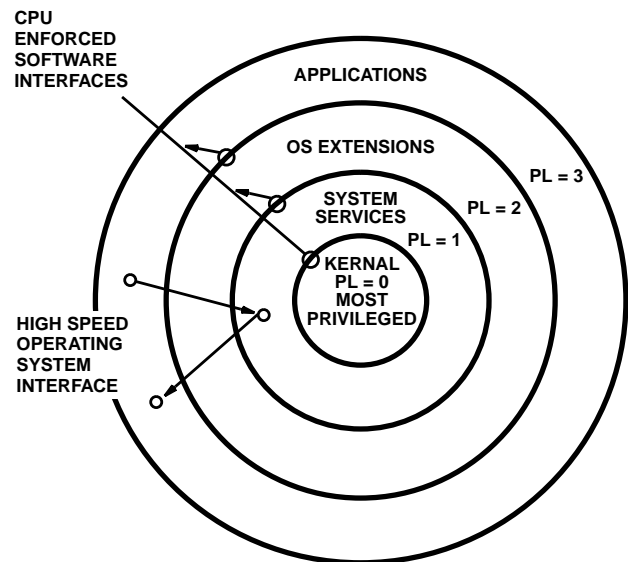 CPU
ENFORCED
SOFTWARE
INTERFACES
APPLICATIONS
OS EXTENSIONS
PL = 3
SYSTEM
SERVICES
PL = 2
PL = 1
KERNAL
PL = 0
MOST
PRIVILEGED
HIGH SPEED
OPERATING
SYSTEM
INTERFACE